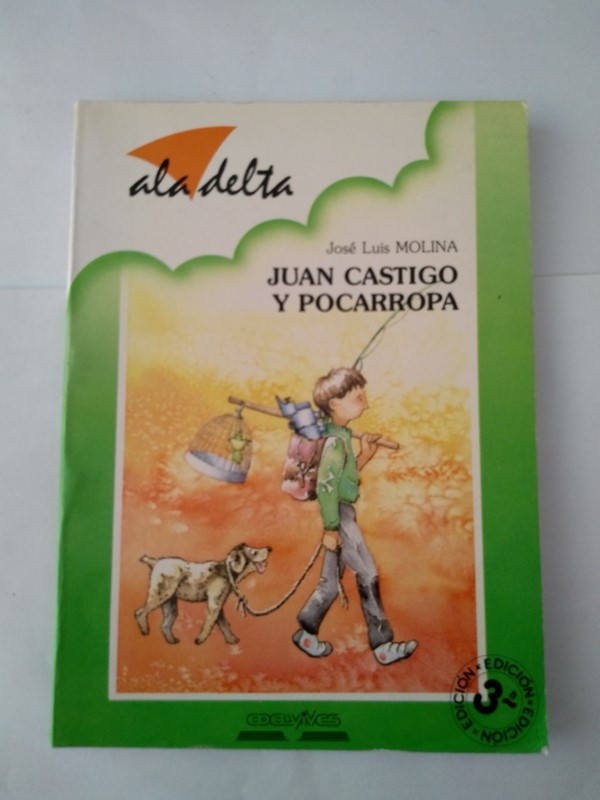 ala delta
José Luis MOLINA
JUAN CASTIGO
Y POCARROPA
EDICIÓN EDICIÓN EDICIÓN
3ª
EDELVIVES